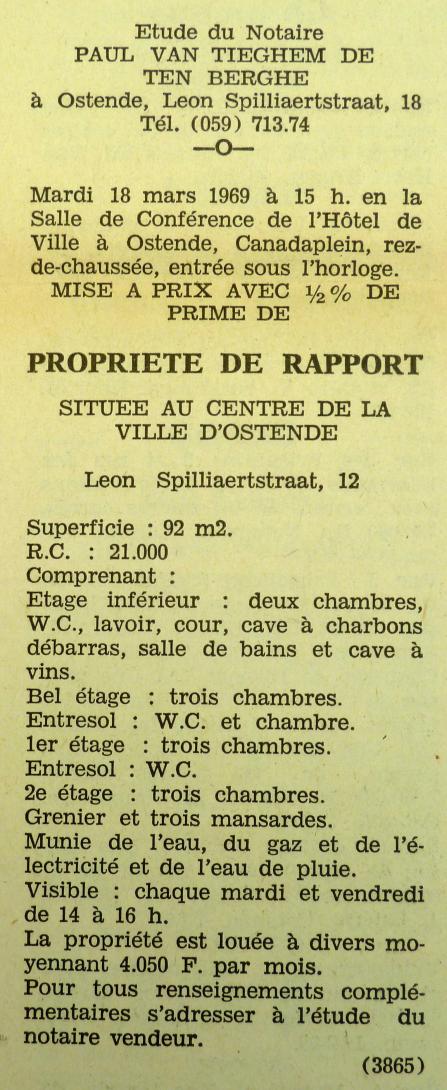 Etude du Notaire
PAUL VAN TIEGHEM DE
TEN BERGHE
à Ostende, Leon Spilliaertstraat, 18
Tél. (059) 713.74
—O—
Mardi 18 mars 1969 à 15 h. en la
Salle de Conférence de l'Hôtel de
Ville à Ostende, Canadaplein, rez-
de-chaussée, entrée sous l'horloge.
MISE A PRIX AVEC ½% DE
PRIME DE
PROPRIETE DE RAPPORT
SITUEE AU CENTRE DE LA
VILLE D'OSTENDE
Leon Spilliaertstraat, 12
Superficie : 92 m2.
R.C. : 21.000
Comprenant :
Etage inférieur : deux chambres,
W.C., lavoir, cour, cave à charbons
débarras, salle de bains et cave à
vins.
Bel étage : trois chambres.
Entresol : W.C. et chambre.
1er étage : trois chambres.
Entresol : W.C.
2e étage : trois chambres.
Grenier et trois mansardes.
Munie de l'eau, du gaz et de l'é-
lectricité et de l'eau de pluie.
Visible : chaque mardi et vendredi
de 14 à 16 h.
La propriété est louée à divers mo-
yennant 4.050 F. par mois.
Pour tous renseignements complé-
mentaires s'adresser à l'étude du
notaire vendeur.
(3865)